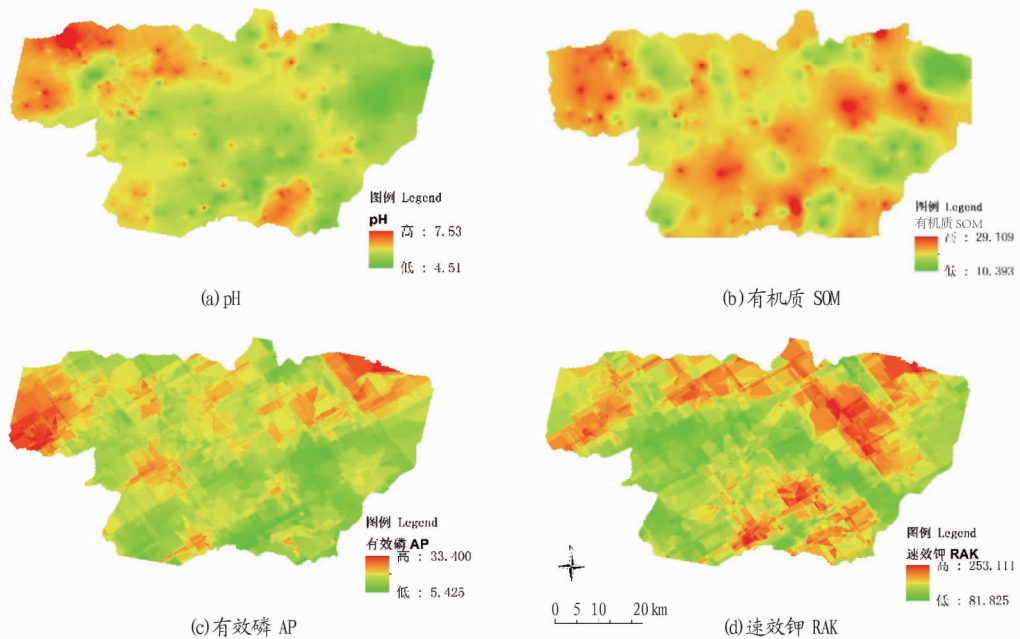 图例 Legend
pH
高 : 7.53
低 : 4.51
(a) pH
图例 Legend
有机质 SOM
高 : 29.109
低 : 10.393
(b) 有机质 SOM
图例 Legend
有效磷 AP
高 : 33.400
低 : 5.425
(c) 有效磷 AP
图例 Legend
速效钾 RAK
高 : 253.111
低 : 81.825
0 5 10 20 km
(d) 速效钾 RAK